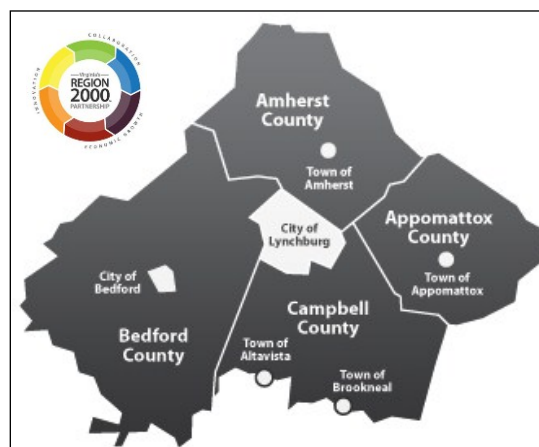 COLLABORATION
INNOVATION
ECONOMIC GROWTH
Virginia's
REGION
2000
PARTNERSHIP
Amherst
County
Town of
Amherst
City of
Lynchburg
Appomattox
County
Town of
Appomattox
City of
Bedford
Bedford
County
Campbell
County
Town of
Altavista
Town of
Brookneal